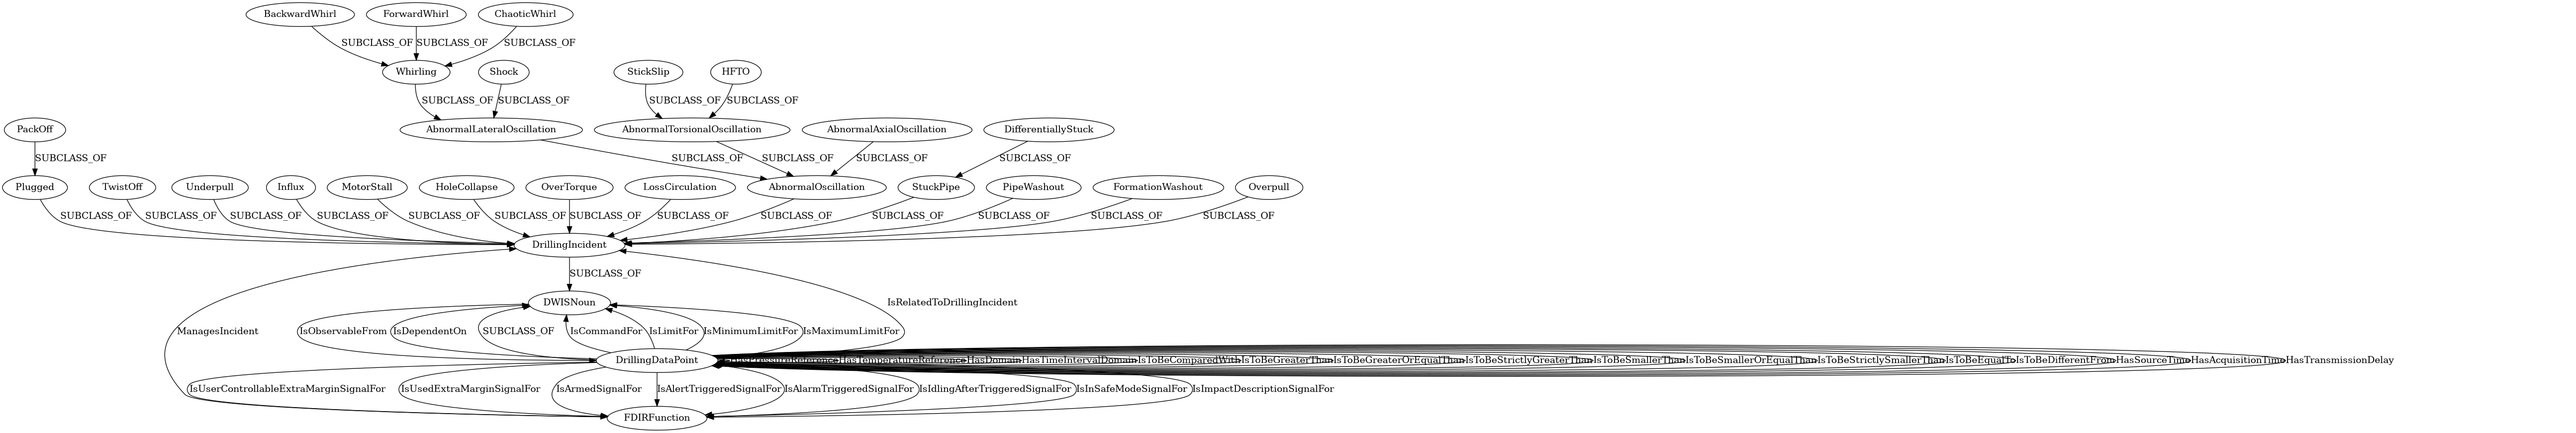 BackwardWhirl ForwardWhirl ChaoticWhirl
SUBCLASS_OF SUBCLASS_OF SUBCLASS_OF
Whirling Shock StickSlip HFTO
SUBCLASS_OF SUBCLASS_OF SUBCLASS_OF SUBCLASS_OF
PackOff AbnormalLateralOscillation AbnormalTorsionalOscillation AbnormalAxialOscillation DifferentiallyStuck
SUBCLASS_OF SUBCLASS_OF SUBCLASS_OF SUBCLASS_OF SUBCLASS_OF
Plugged TwistOff Underpull Influx MotorStall HoleCollapse OverTorque LossCirculation AbnormalOscillation StuckPipe PipeWashout FormationWashout Overpull
SUBCLASS_OF SUBCLASS_OF SUBCLASS_OF SUBCLASS_OF SUBCLASS_OF SUBCLASS_OF SUBCLASS_OF SUBCLASS_OF SUBCLASS_OF SUBCLASS_OF SUBCLASS_OF SUBCLASS_OF SUBCLASS_OF
DrillingIncident
SUBCLASS_OF
DWISNoun IsRelatedToDrillingIncident
ManagesIncident IsObservableFrom IsDependentOn SUBCLASS_OF IsCommandFor IsLimitFor IsMinimumLimitFor IsMaximumLimitFor
DrillingDataPoint HasPressureReference HasTemperatureReference HasDomain HasTimeIntervalDomain IsToBeComparedWith IsToBeGreaterThan IsToBeGreaterOrEqualThan IsToBeStrictlyGreaterThan IsToBeSmallerThan IsToBeSmallerOrEqualThan IsToBeStrictlySmallerThan IsToBeEqualTo IsToBeDifferentFrom HasSourceTime HasAcquisitionTime HasTransmissionDelay
IsUserControllableExtraMarginSignalFor IsUsedExtraMarginSignalFor IsArmedSignalFor IsAlertTriggeredSignalFor IsAlarmTriggeredSignalFor IsIdlingAfterTriggeredSignalFor IsInSafeModeSignalFor IsImpactDescriptionSignalFor
FDIRFunction